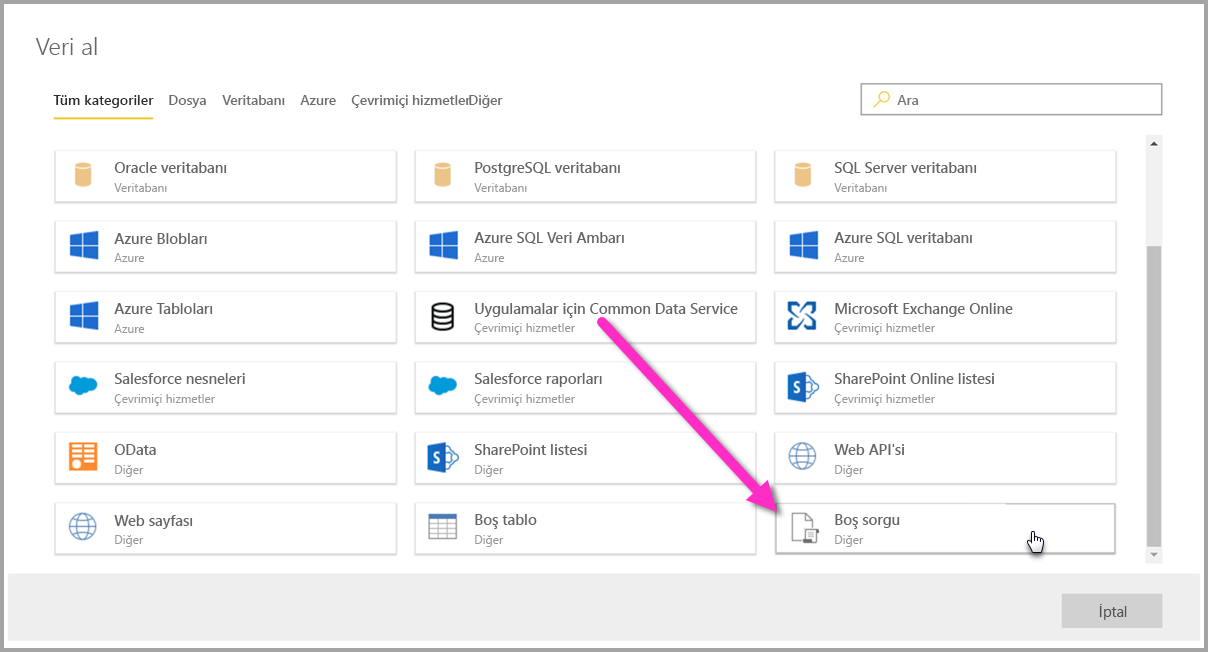 Veri al
Tüm kategoriler Dosya Veritabanı Azure Çevrimiçi hizmetlerDiğer
Ara
Oracle veritabanı
Veritabanı
PostgreSQL veritabanı
Veritabanı
SQL Server veritabanı
Veritabanı
Azure Blobları
Azure
Azure SQL Veri Ambarı
Azure
Azure SQL veritabanı
Azure
Azure Tabloları
Azure
Uygulamalar için Common Data Service
Çevrimiçi hizmetler
Microsoft Exchange Online
Çevrimiçi hizmetler
Salesforce nesneleri
Çevrimiçi hizmetler
Salesforce raporları
Çevrimiçi hizmetler
SharePoint Online listesi
Çevrimiçi hizmetler
OData
Diğer
SharePoint listesi
Diğer
Web API'si
Diğer
Web sayfası
Diğer
Boş tablo
Diğer
Boş sorgu
Diğer
İptal